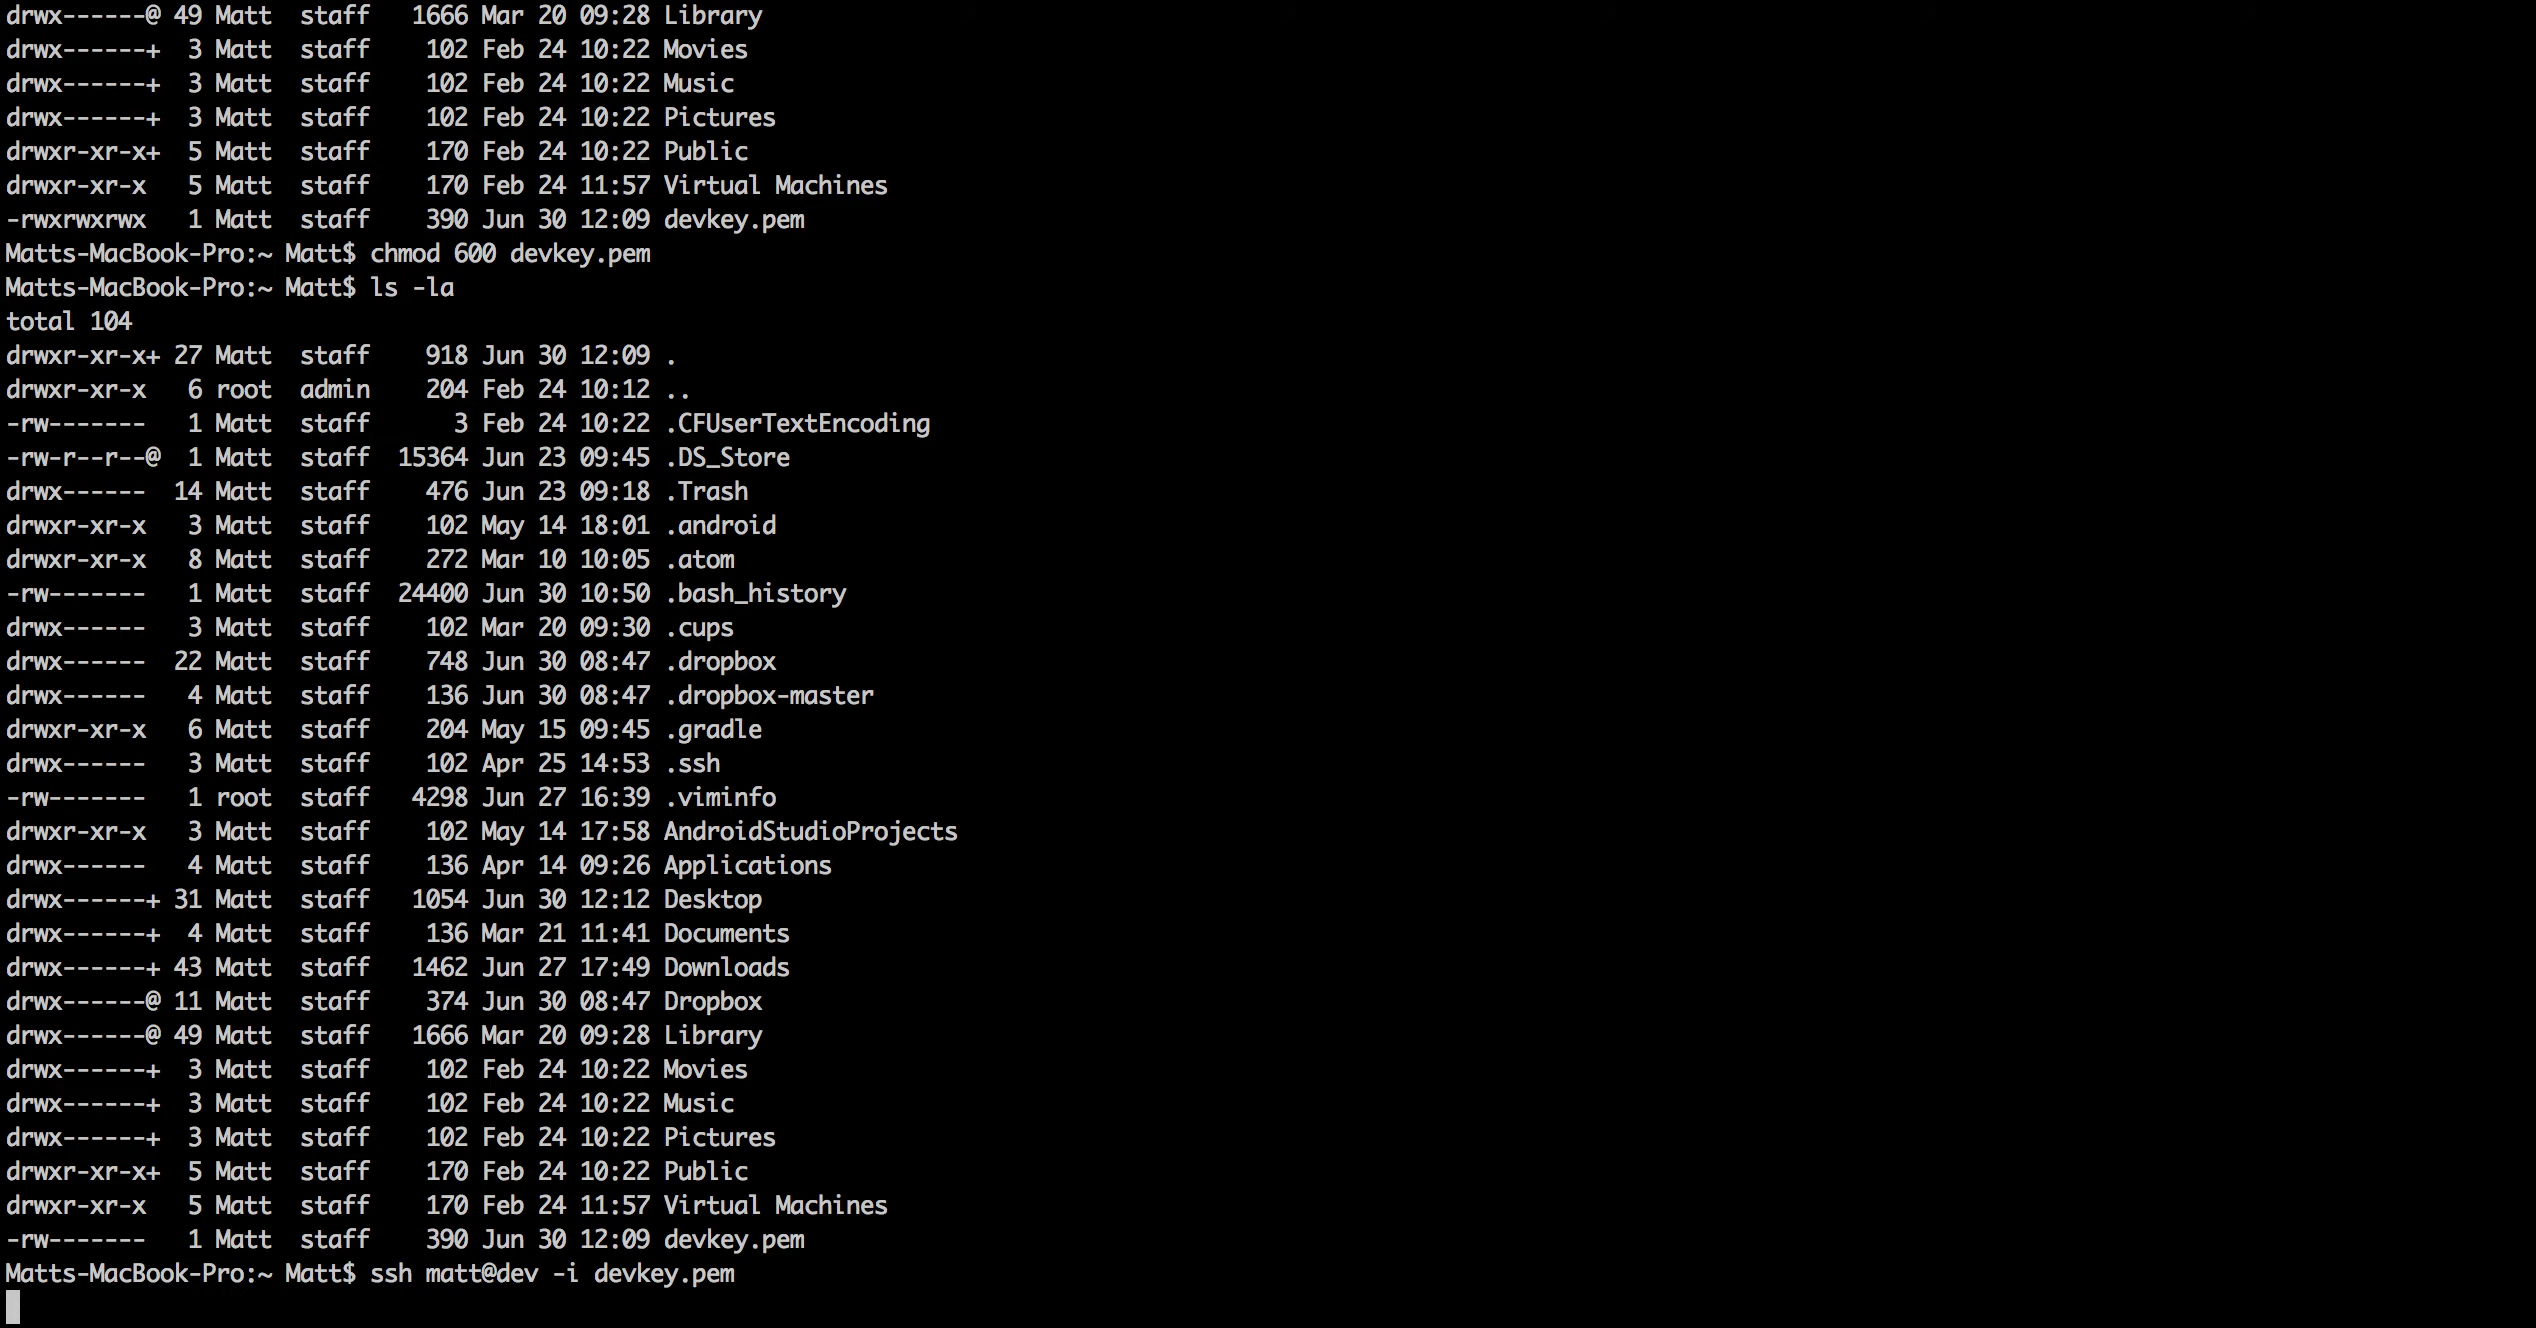 drwx------@ 49 Matt  staff   1666 Mar 20 09:28 Library
drwx------+  3 Matt  staff    102 Feb 24 10:22 Movies
drwx------+  3 Matt  staff    102 Feb 24 10:22 Music
drwx------+  3 Matt  staff    102 Feb 24 10:22 Pictures
drwxr-xr-x+  5 Matt  staff    170 Feb 24 10:22 Public
drwxr-xr-x   5 Matt  staff    170 Feb 24 11:57 Virtual Machines
-rwxrwxrwx   1 Matt  staff    390 Jun 30 12:09 devkey.pem
Matts-MacBook-Pro:~ Matt$ chmod 600 devkey.pem
Matts-MacBook-Pro:~ Matt$ ls -la
total 104
drwxr-xr-x+ 27 Matt  staff    918 Jun 30 12:09 .
drwxr-xr-x   6 root  admin    204 Feb 24 10:12 ..
-rw-------   1 Matt  staff      3 Feb 24 10:22 .CFUserTextEncoding
-rw-r--r--@  1 Matt  staff  15364 Jun 23 09:45 .DS_Store
drwx------  14 Matt  staff    476 Jun 23 09:18 .Trash
drwxr-xr-x   3 Matt  staff    102 May 14 18:01 .android
drwxr-xr-x   8 Matt  staff    272 Mar 10 10:05 .atom
-rw-------   1 Matt  staff  24400 Jun 30 10:50 .bash_history
drwx------   3 Matt  staff    102 Mar 20 09:30 .cups
drwx------  22 Matt  staff    748 Jun 30 08:47 .dropbox
drwx------   4 Matt  staff    136 Jun 30 08:47 .dropbox-master
drwxr-xr-x   6 Matt  staff    204 May 15 09:45 .gradle
drwx------   3 Matt  staff    102 Apr 25 14:53 .ssh
-rw-------   1 root  staff   4298 Jun 27 16:39 .viminfo
drwxr-xr-x   3 Matt  staff    102 May 14 17:58 AndroidStudioProjects
drwx------   4 Matt  staff    136 Apr 14 09:26 Applications
drwx------+ 31 Matt  staff   1054 Jun 30 12:12 Desktop
drwx------+  4 Matt  staff    136 Mar 21 11:41 Documents
drwx------+ 43 Matt  staff   1462 Jun 27 17:49 Downloads
drwx------@ 11 Matt  staff    374 Jun 30 08:47 Dropbox
drwx------@ 49 Matt  staff   1666 Mar 20 09:28 Library
drwx------+  3 Matt  staff    102 Feb 24 10:22 Movies
drwx------+  3 Matt  staff    102 Feb 24 10:22 Music
drwx------+  3 Matt  staff    102 Feb 24 10:22 Pictures
drwxr-xr-x+  5 Matt  staff    170 Feb 24 10:22 Public
drwxr-xr-x   5 Matt  staff    170 Feb 24 11:57 Virtual Machines
-rw-------   1 Matt  staff    390 Jun 30 12:09 devkey.pem
Matts-MacBook-Pro:~ Matt$ ssh matt@dev -i devkey.pem